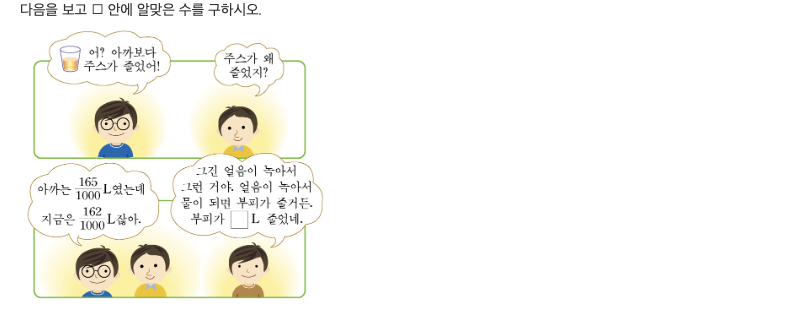 다음을 보고 □ 안에 알맞은 수를 구하시오.
어? 아까보다
주스가 줄었어!
주스가 왜
줄었지?
아까는 165/1000 L였는데
지금은 162/1000 L잖아.
그건 얼음이 녹아서
그런 거야. 얼음이 녹아서
물이 되면 부피가 줄거든.
부피가 □ L 줄었네.